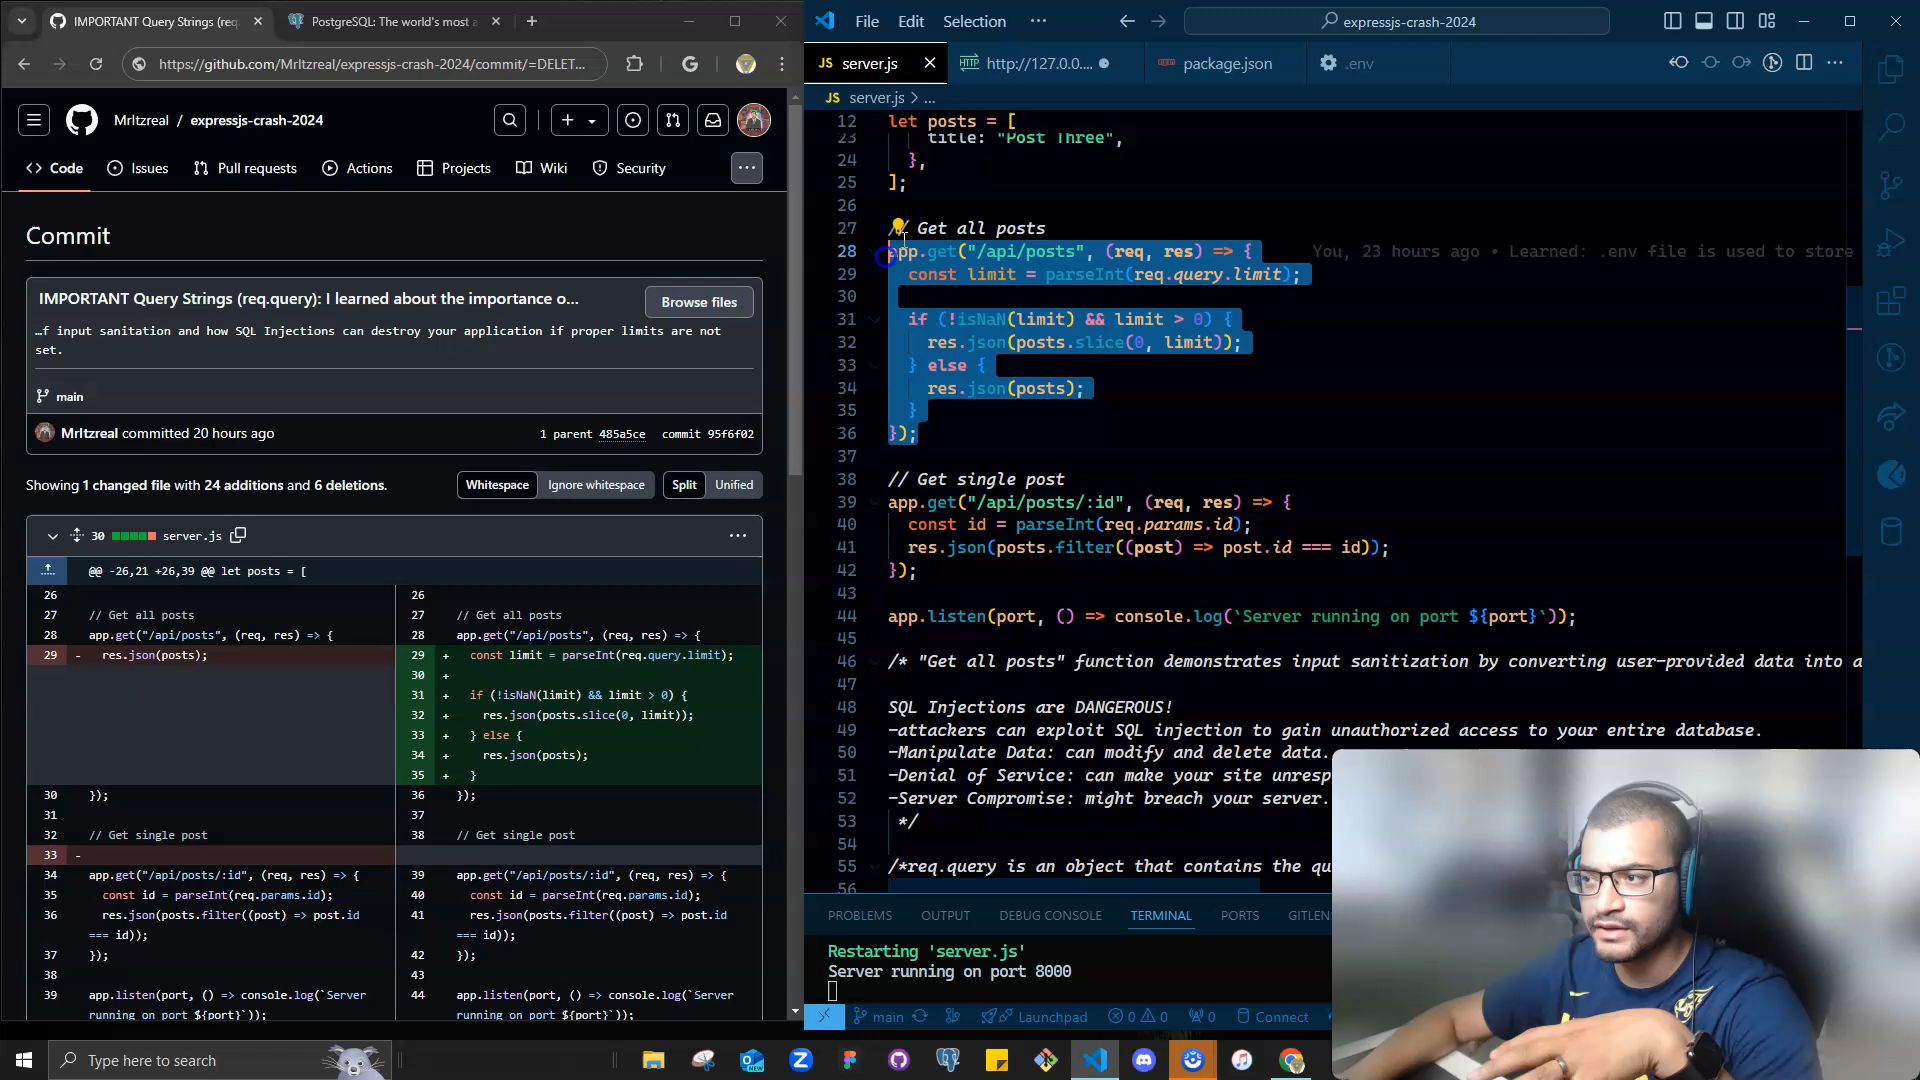 IMPORTANT Query Strings (req
PostgreSQL: The world's most a
https://github.com/MrItzreal/expressjs-crash-2024/commit/=DELET...
MrItzreal / expressjs-crash-2024
Code
Issues
Pull requests
Actions
Projects
Wiki
Security
Commit
IMPORTANT Query Strings (req.query): I learned about the importance o...
Browse files
…f input sanitation and how SQL Injections can destroy your application if proper limits are not
set.
main
MrItzreal committed 20 hours ago
1 parent 485a5ce commit 95f6f02
Showing 1 changed file with 24 additions and 6 deletions.
Whitespace
Ignore whitespace
Split
Unified
30
server.js
@@ -26,21 +26,39 @@ let posts = [
26
27 // Get all posts
28 app.get("/api/posts", (req, res) => {
29 - res.json(posts);
30 });
31
32 // Get single post
33 -
34 app.get("/api/posts/:id", (req, res) => {
35 const id = parseInt(req.params.id);
36 res.json(posts.filter((post) => post.id
=== id));
37 });
38
39 app.listen(port, () => console.log(`Server
running on port ${port}`));
26
27 // Get all posts
28 app.get("/api/posts", (req, res) => {
29 + const limit = parseInt(req.query.limit);
30 +
31 + if (!isNaN(limit) && limit > 0) {
32 + res.json(posts.slice(0, limit));
33 + } else {
34 + res.json(posts);
35 + }
36 });
37
38 // Get single post
39 app.get("/api/posts/:id", (req, res) => {
40 const id = parseInt(req.params.id);
41 res.json(posts.filter((post) => post.id
=== id));
42 });
43
44 app.listen(port, () => console.log(`Server
running on port ${port}`));
File
Edit
Selection
expressjs-crash-2024
JS server.js
http://127.0.0....
package.json
.env
JS server.js > ...
12 let posts = [
23 title: "Post Three",
24 },
25 ];
26
27 // Get all posts
28 app.get("/api/posts", (req, res) => { You, 23 hours ago • Learned: .env file is used to store
29 const limit = parseInt(req.query.limit);
30
31 if (!isNaN(limit) && limit > 0) {
32 res.json(posts.slice(0, limit));
33 } else {
34 res.json(posts);
35 }
36 });
37
38 // Get single post
39 app.get("/api/posts/:id", (req, res) => {
40 const id = parseInt(req.params.id);
41 res.json(posts.filter((post) => post.id === id));
42 });
43
44 app.listen(port, () => console.log(`Server running on port ${port}`));
45
46 /* "Get all posts" function demonstrates input sanitization by converting user-provided data into a
47
48 SQL Injections are DANGEROUS!
49 -attackers can exploit SQL injection to gain unauthorized access to your entire database.
50 -Manipulate Data: can modify and delete data.
51 -Denial of Service: can make your site unresp
52 -Server Compromise: might breach your server.
53 */
54
55 /*req.query is an object that contains the qu
56
PROBLEMS
OUTPUT
DEBUG CONSOLE
TERMINAL
PORTS
GITLEN
Restarting 'server.js'
Server running on port 8000
main
Launchpad
0
0
0
Connect
Type here to search